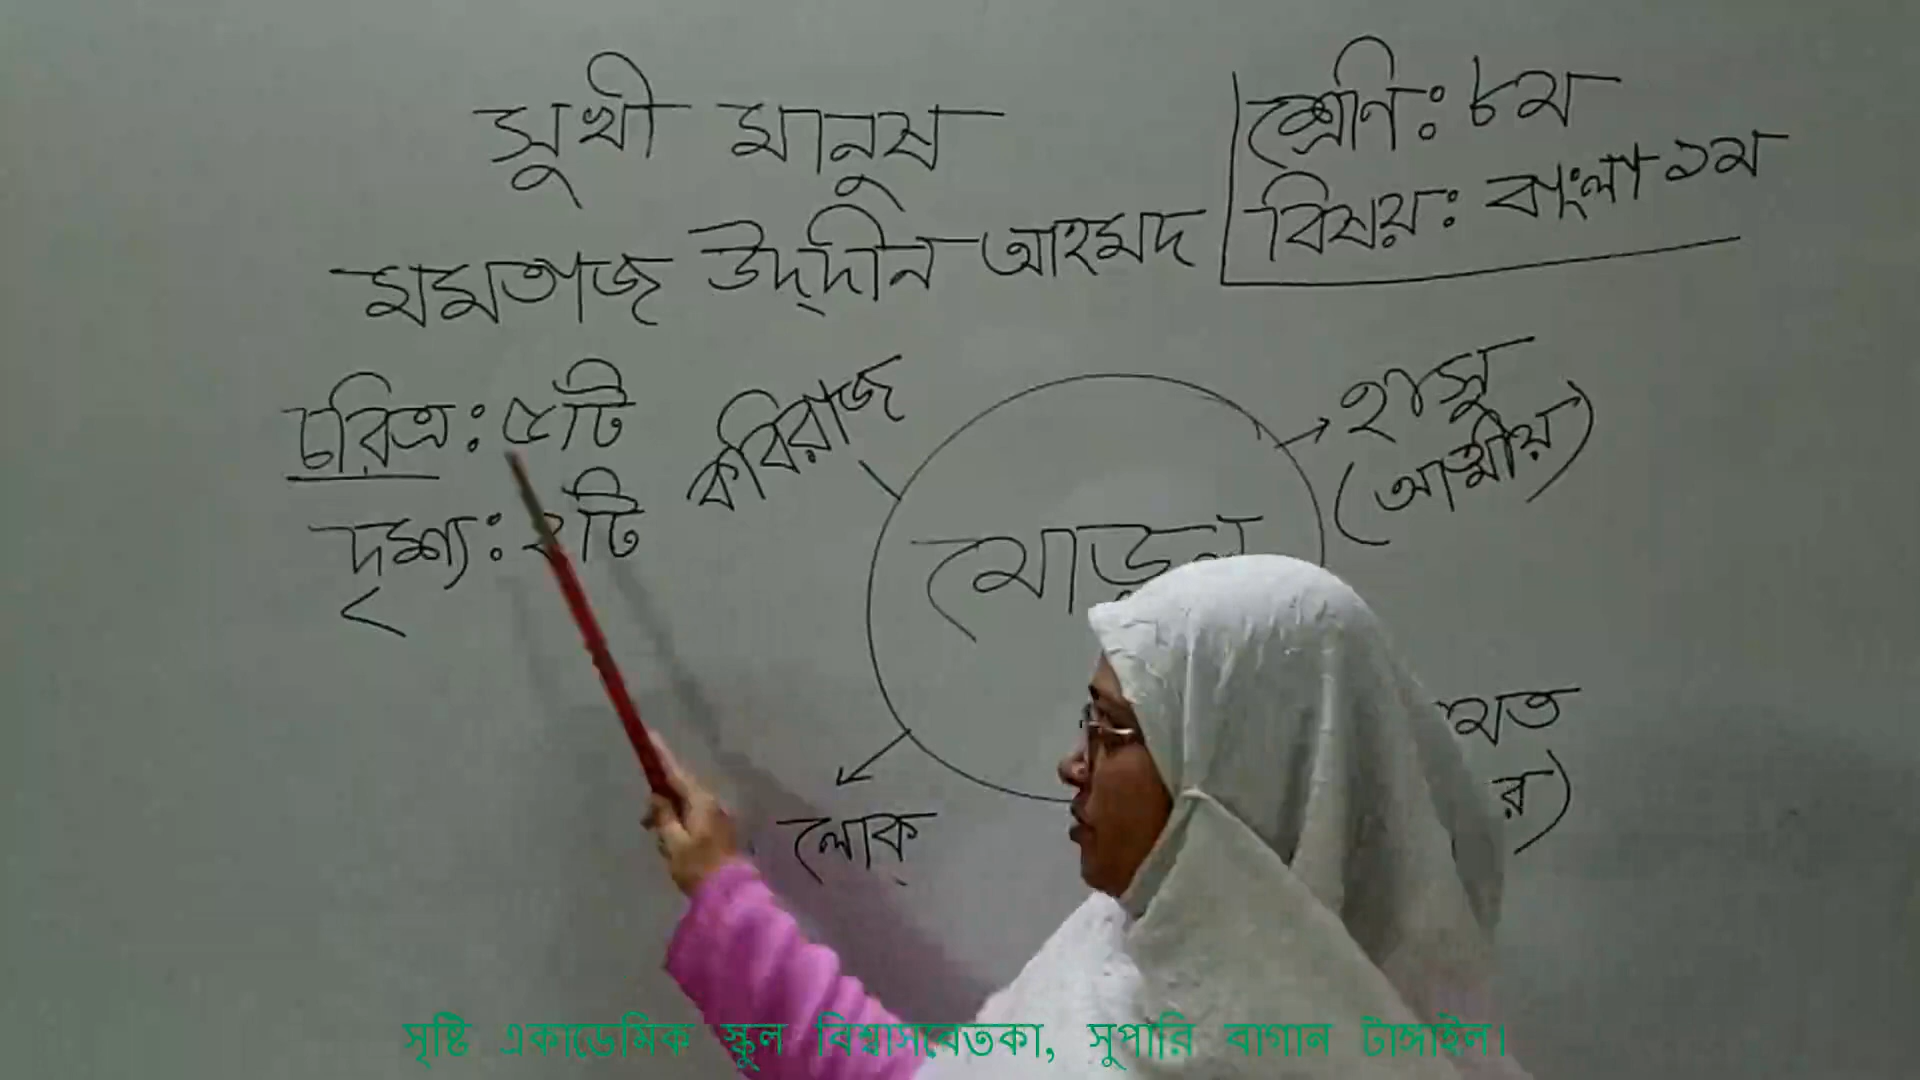 সুখী মানুষ
মমতাজ উদ্‌দীন আহমদ
শ্রেণি: ৮ম
বিষয়: বাংলা ১ম
চরিত্র: ৫টি
দৃশ্য: ২টি
কবিরাজ
মোড়ল
হাসু
(আত্মীয়)
লোক
সৃষ্টি একাডেমিক স্কুল বিশ্বাসবেতকা, সুপারি বাগান টাঙ্গাইল।